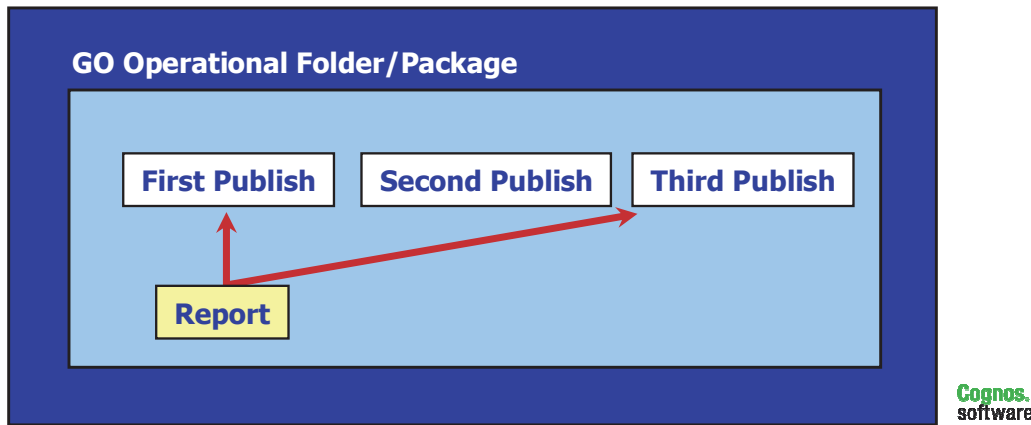 GO Operational Folder/Package
First Publish
Second Publish
Third Publish
Report
Cognos.
software